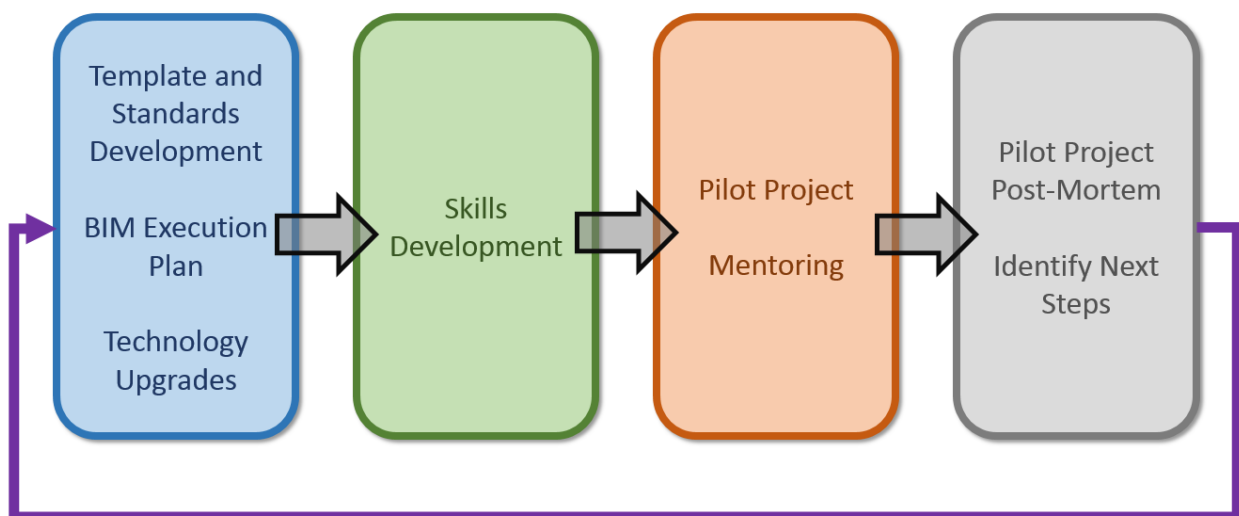 Template and
Standards
Development
BIM Execution
Plan
Technology
Upgrades
Skills
Development
Pilot Project
Mentoring
Pilot Project
Post-Mortem
Identify Next
Steps